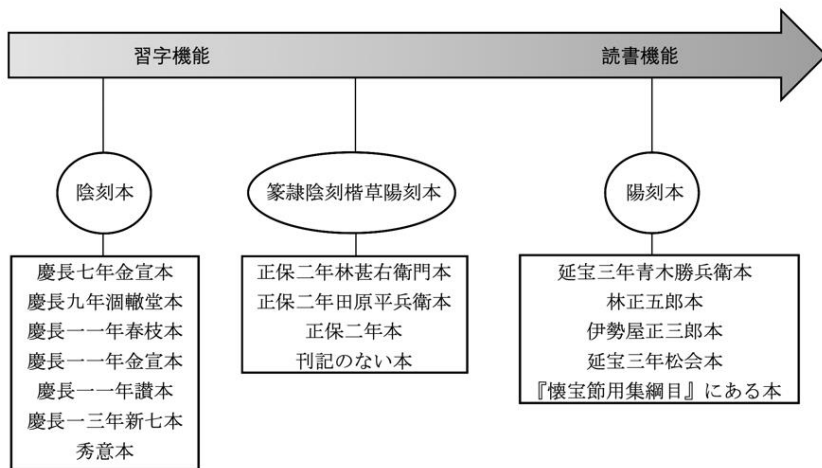 習字機能
読書機能
陰刻本
篆隷陰刻楷草陽刻本
陽刻本
慶長七年金宣本
慶長九年涸轍堂本
慶長一一年春枝本
慶長一一年金宣本
慶長一一年讃本
慶長一三年新七本
秀意本
正保二年林甚右衛門本
正保二年田原平兵衛本
正保二年本
刊記のない本
延宝三年青木勝兵衛本
林正五郎本
伊勢屋正三郎本
延宝三年松会本
『懐宝節用集綱目』にある本